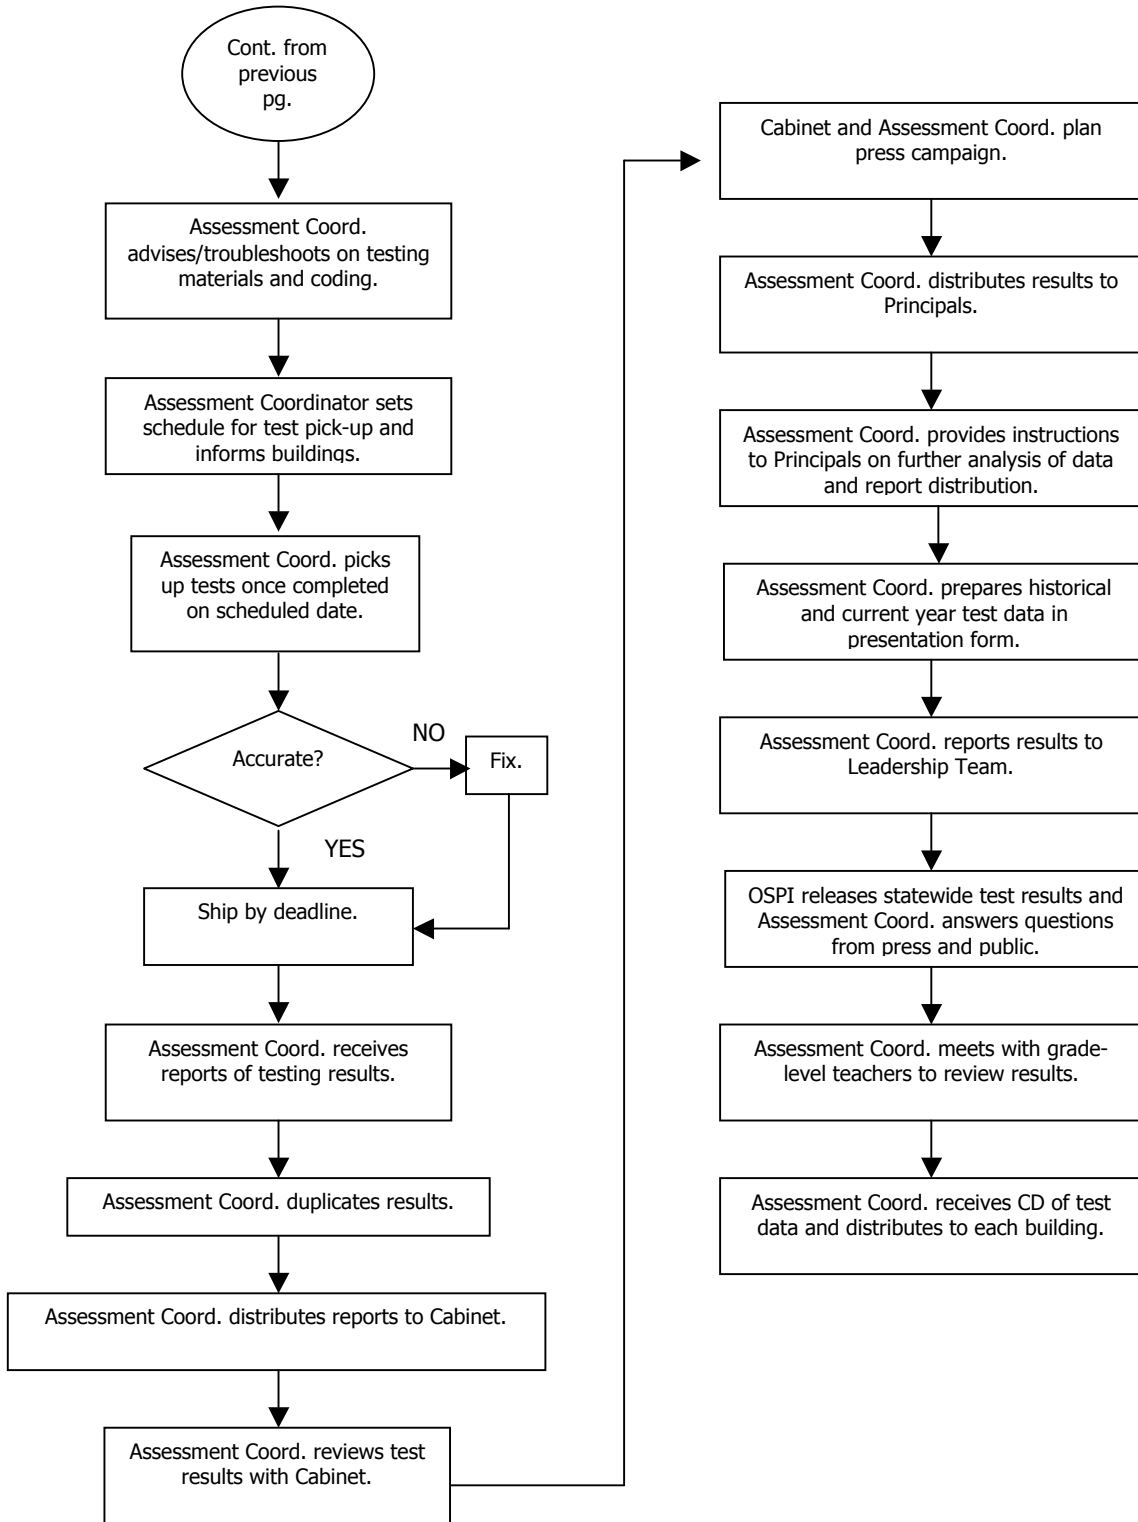 Cont. from
previous
pg.
Assessment Coord.
advises/troubleshoots on testing
materials and coding.
Assessment Coordinator sets
schedule for test pick-up and
informs buildings.
Assessment Coord. picks
up tests once completed
on scheduled date.
Accurate?
NO
Fix.
YES
Ship by deadline.
Assessment Coord. receives
reports of testing results.
Assessment Coord. duplicates results.
Assessment Coord. distributes reports to Cabinet.
Assessment Coord. reviews test
results with Cabinet.
Cabinet and Assessment Coord. plan
press campaign.
Assessment Coord. distributes results to
Principals.
Assessment Coord. provides instructions
to Principals on further analysis of data
and report distribution.
Assessment Coord. prepares historical
and current year test data in
presentation form.
Assessment Coord. reports results to
Leadership Team.
OSPI releases statewide test results and
Assessment Coord. answers questions
from press and public.
Assessment Coord. meets with grade-
level teachers to review results.
Assessment Coord. receives CD of test
data and distributes to each building.